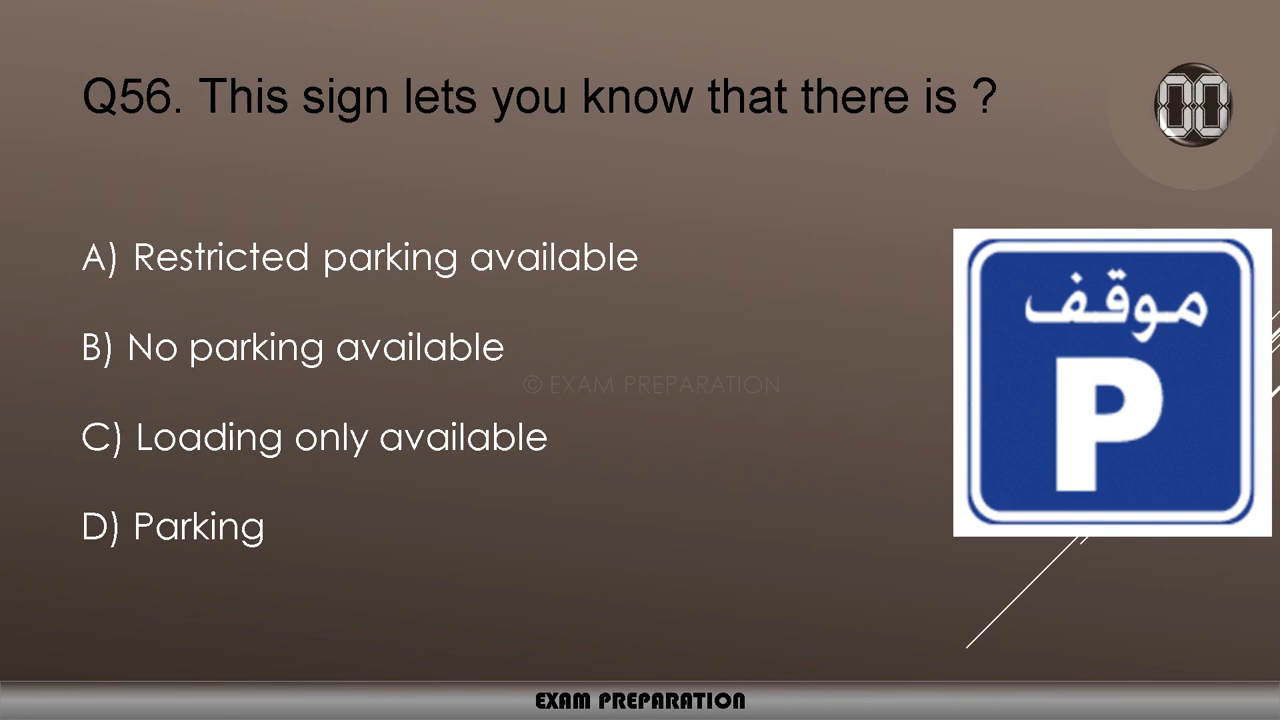 Q56. This sign lets you know that there is ?
00
A) Restricted parking available
B) No parking available
© EXAM PREPARATION
C) Loading only available
D) Parking
موقف
P
EXAM PREPARATION